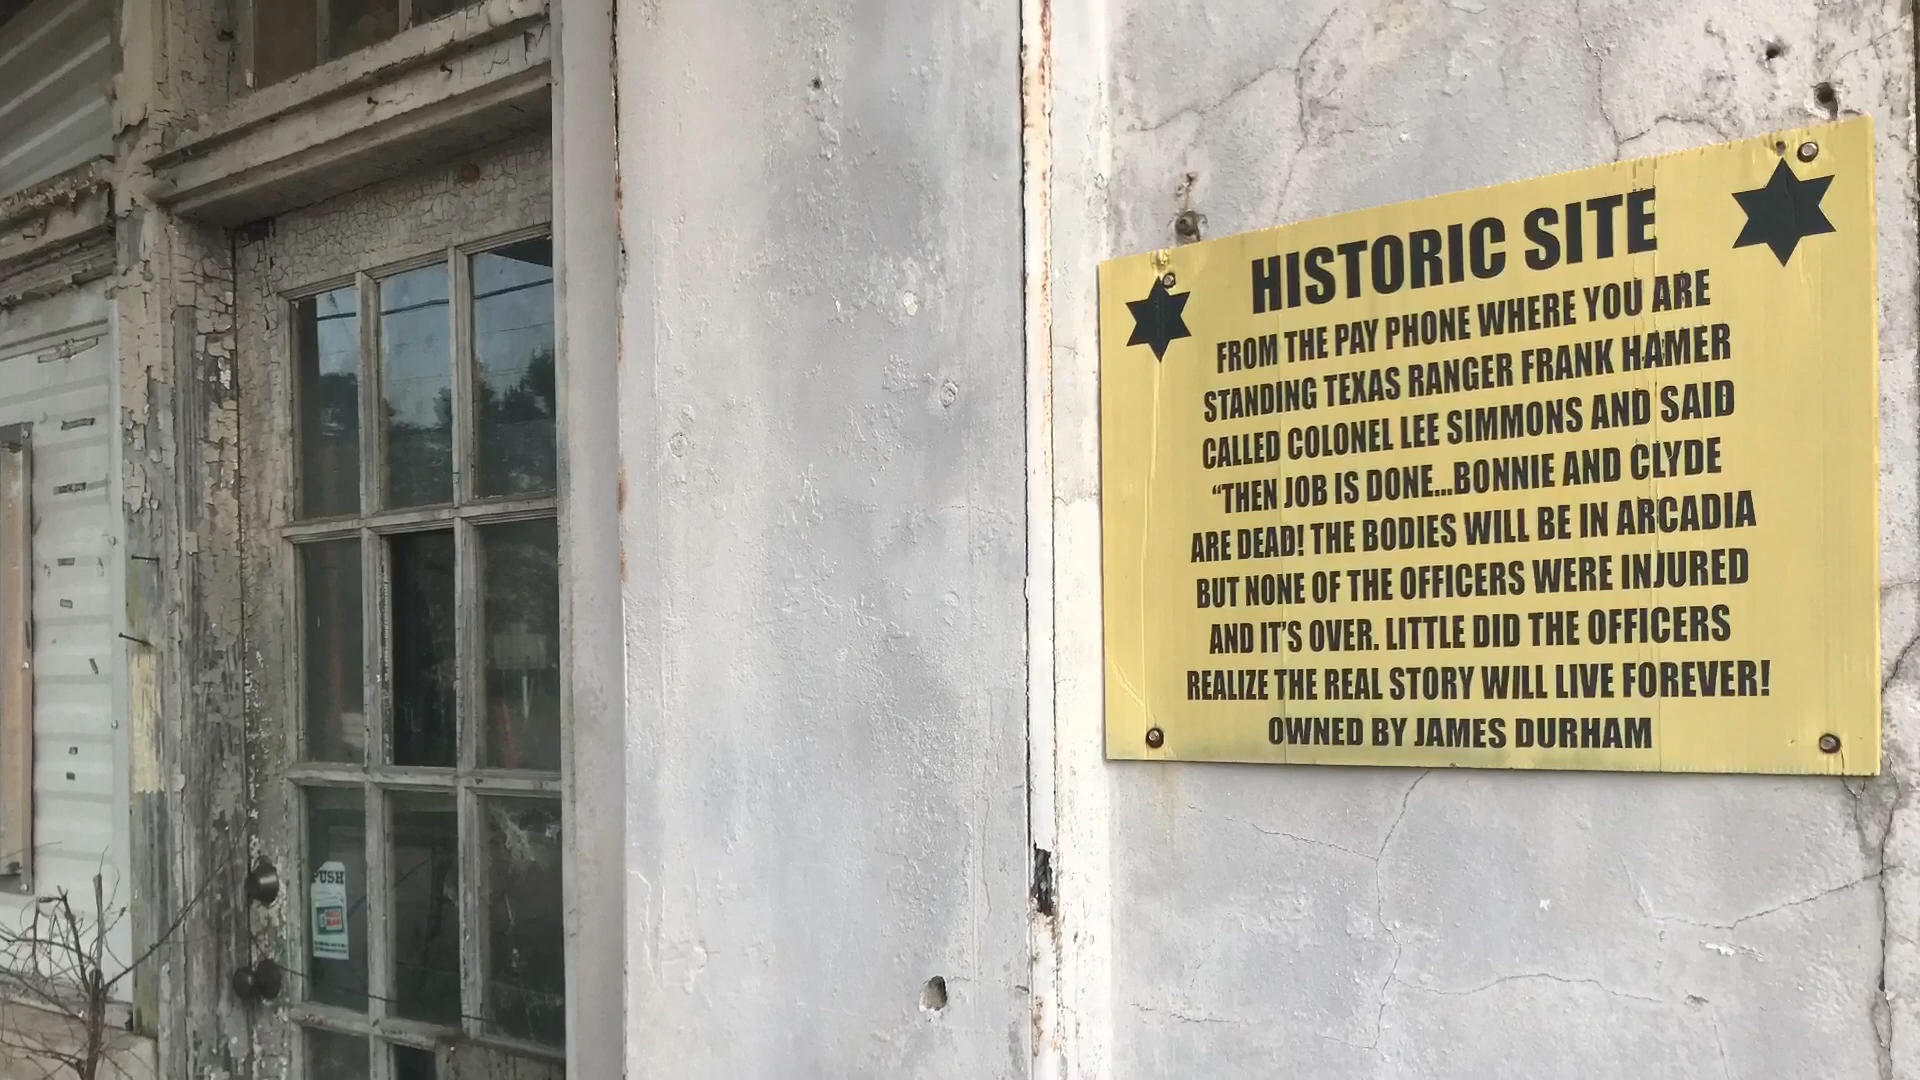 HISTORIC SITE
FROM THE PAY PHONE WHERE YOU ARE
STANDING TEXAS RANGER FRANK HAMER
CALLED COLONEL LEE SIMMONS AND SAID
“THEN JOB IS DONE...BONNIE AND CLYDE
ARE DEAD! THE BODIES WILL BE IN ARCADIA
BUT NONE OF THE OFFICERS WERE INJURED
AND IT'S OVER. LITTLE DID THE OFFICERS
REALIZE THE REAL STORY WILL LIVE FOREVER!
OWNED BY JAMES DURHAM
PUSH